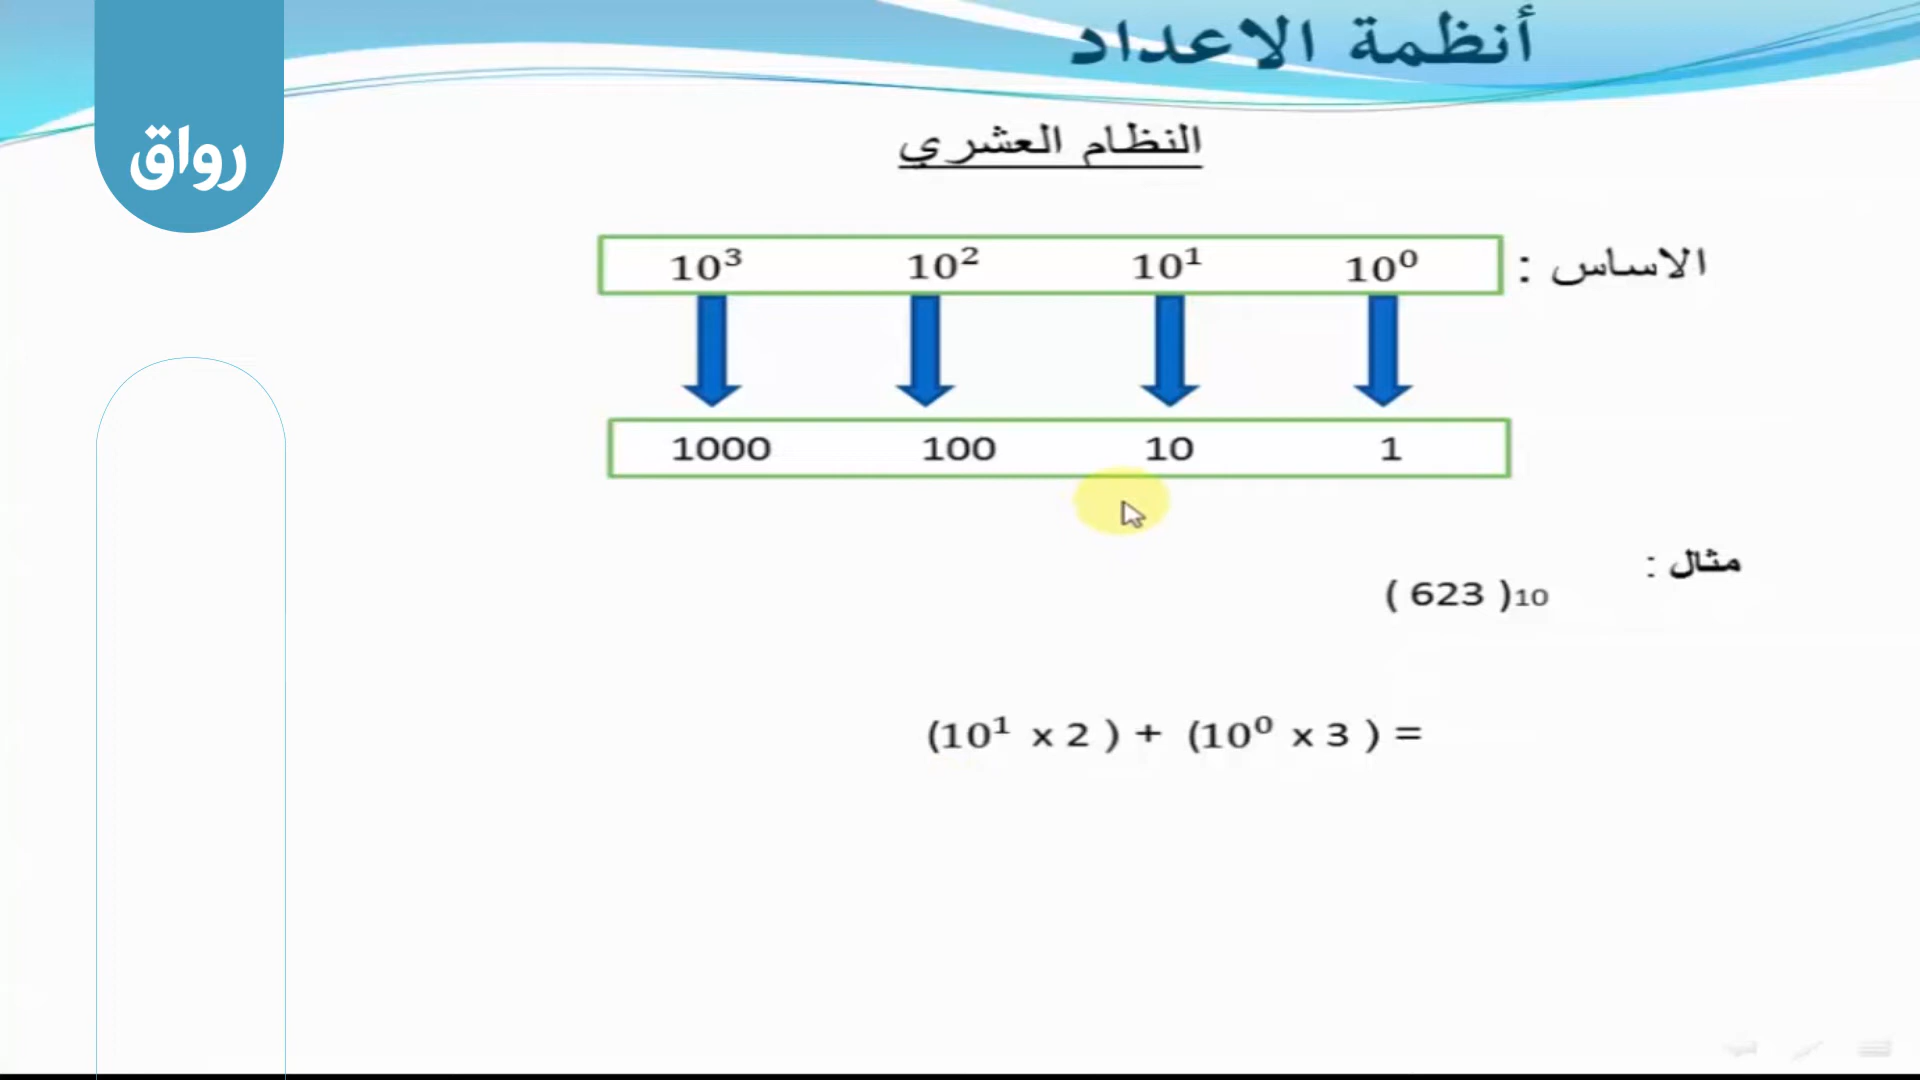 أنظمة الاعداد
رواق
النظام العشري
الاساس : 10³ 10² 10¹ 10⁰
1000 100 10 1
مثال :
( 623 )₁₀
(10¹ x 2 ) + (10⁰ x 3 ) =